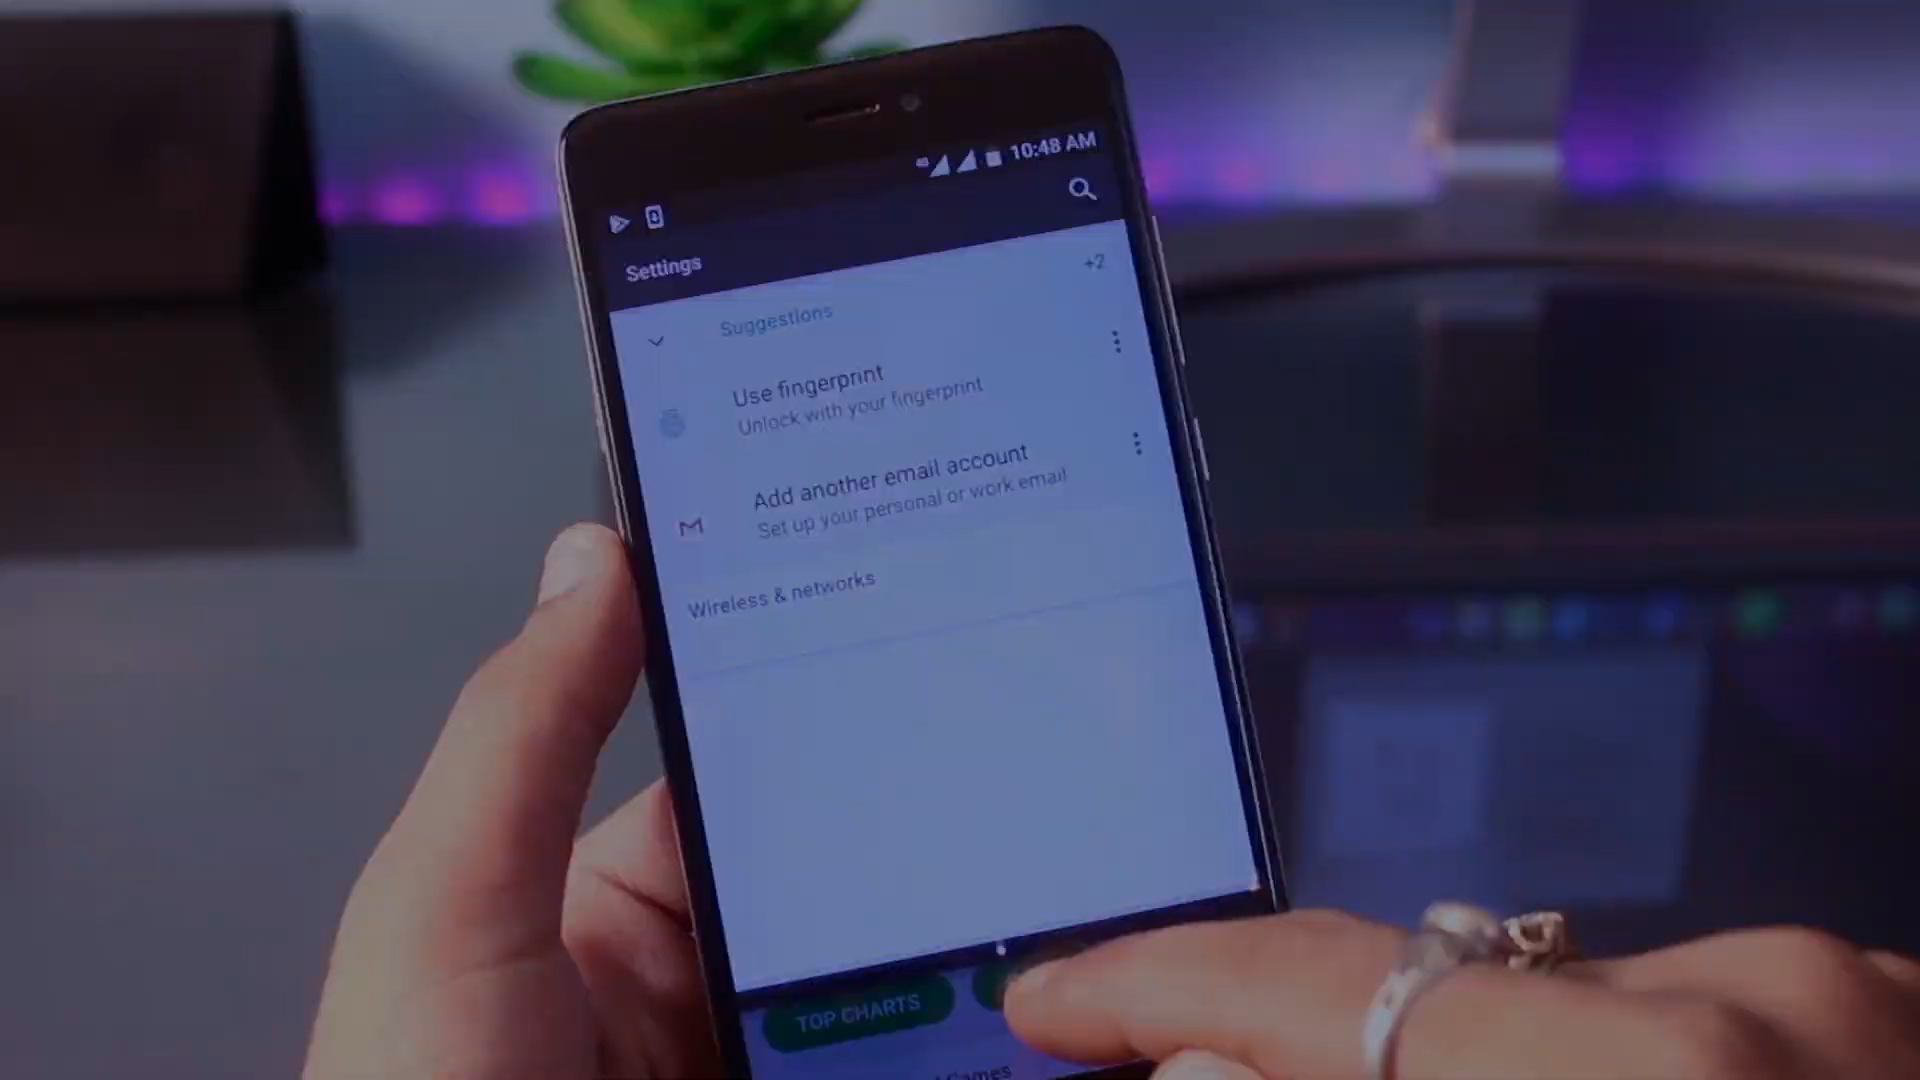 10:48 AM
Settings
+2
Suggestions
Use fingerprint
Unlock with your fingerprint
Add another email account
Set up your personal or work email
Wireless & networks
TOP CHARTS
Games